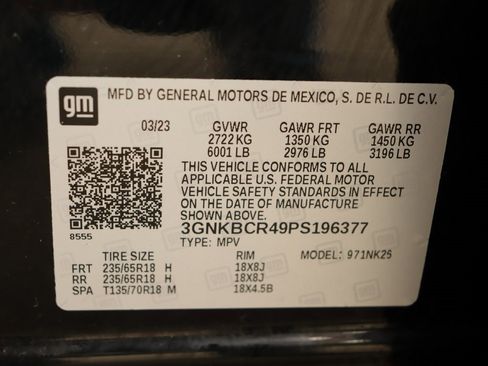 gm
MFD BY GENERAL MOTORS DE MEXICO, S. DE R.L. DE C.V.
03/23 GVWR GAWR FRT GAWR RR
2722 KG 1350 KG 1450 KG
6001 LB 2976 LB 3196 LB
THIS VEHICLE CONFORMS TO ALL
APPLICABLE U.S. FEDERAL MOTOR
VEHICLE SAFETY STANDARDS IN EFFECT
ON THE DATE OF MANUFACTURE
SHOWN ABOVE.
8555 3GNKBCR49PS196377
TYPE: MPV
TIRE SIZE RIM MODEL: 971NK26
FRT 235/65R18 H 18X8J
RR 235/65R18 H 18X8J
SPA T135/70R18 M 18X4.5B